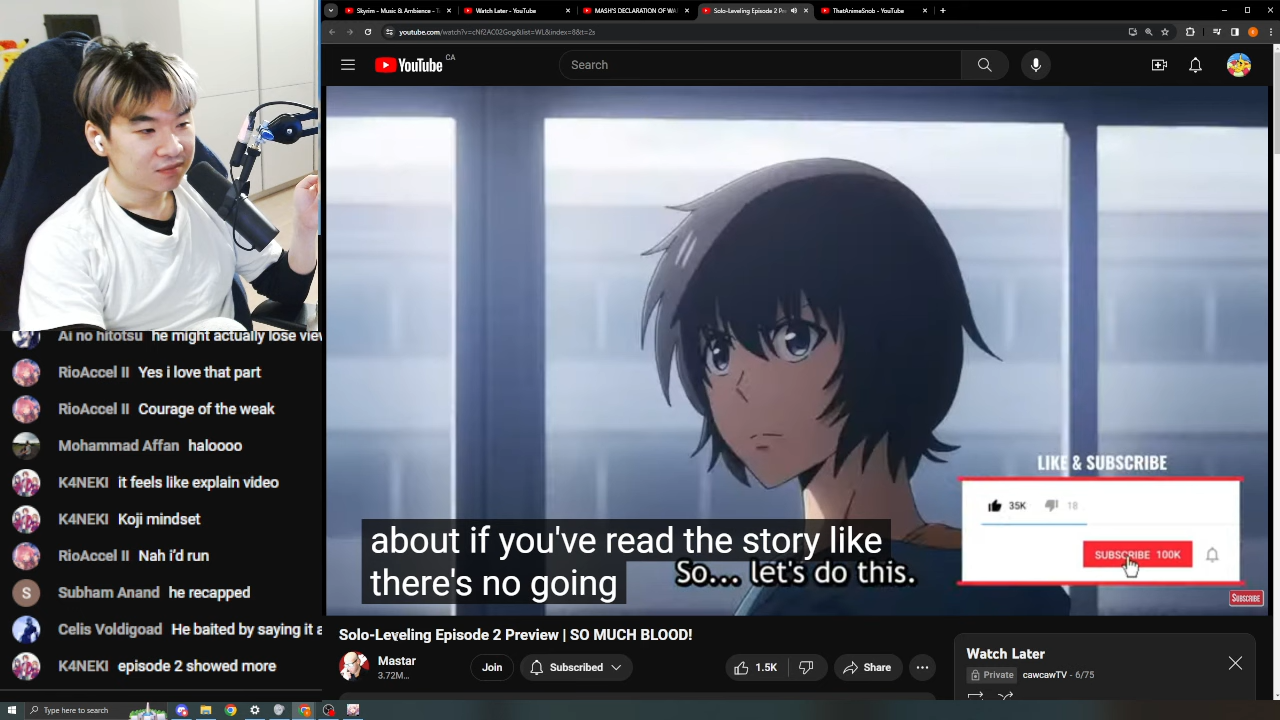 Skyrim - Music & Ambience - T
Watch Later - YouTube
MASH'S DECLARATION OF WA
Solo-Leveling Episode 2 Pr
ThatAnimeSnob - YouTube
youtube.com/watch?v=cNf2AC02Gog&list=WL&index=8&t=2s
YouTube CA
Search
LIKE & SUBSCRIBE
35K 18
SUBSCRIBE 100K
about if you've read the story like
there's no going
So... let's do this.
SUBSCRIBE
Solo-Leveling Episode 2 Preview | SO MUCH BLOOD!
Mastar
3.72M...
Join
Subscribed
1.5K
Share
Watch Later
Private cawcawTV - 6/75
Ai no hitotsu he might actually lose view
RioAccel II Yes i love that part
RioAccel II Courage of the weak
Mohammad Affan haloooo
K4NEKI it feels like explain video
K4NEKI Koji mindset
RioAccel II Nah i'd run
S Subham Anand he recapped
Celis Voldigoad He baited by saying it a
K4NEKI episode 2 showed more
Type here to search